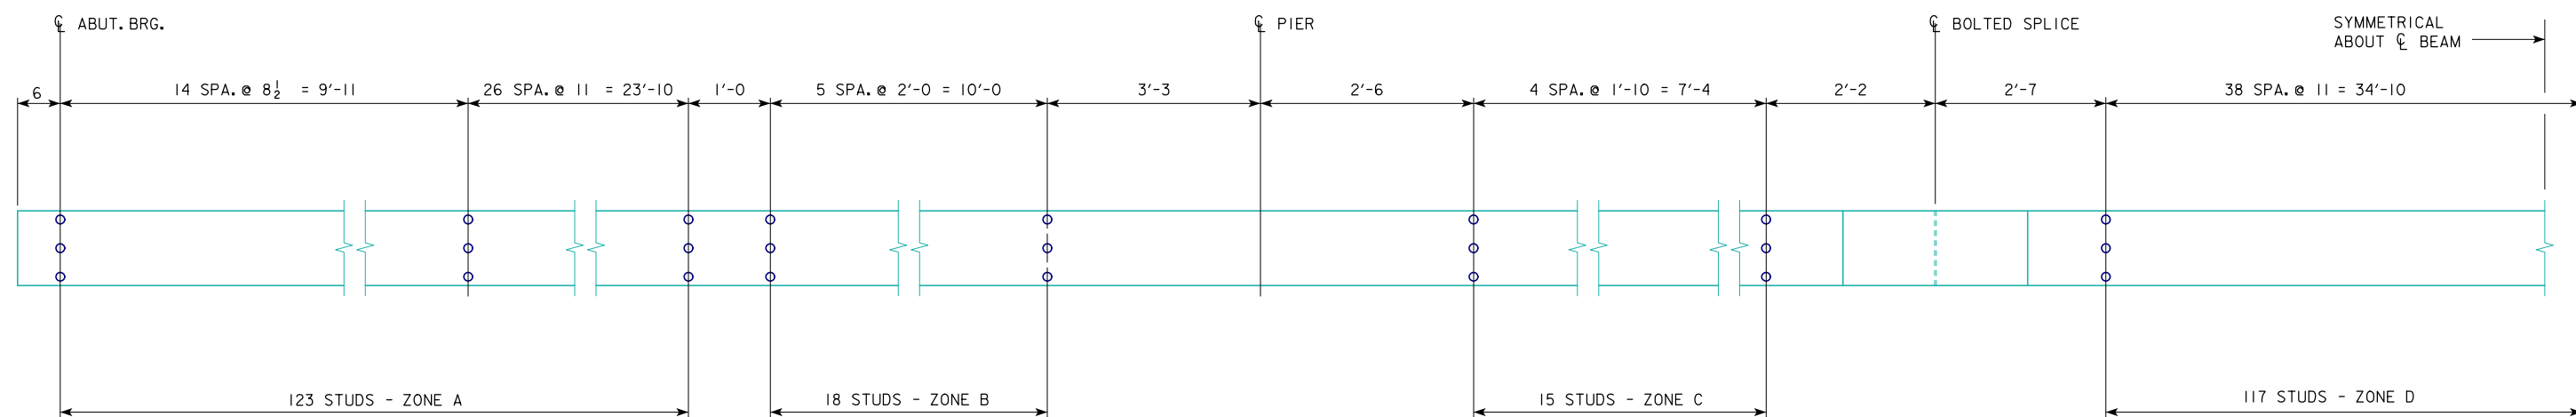 ℄ ABUT. BRG.
℄ PIER
℄ BOLTED SPLICE
SYMMETRICAL
ABOUT ℄ BEAM
6
14 SPA. @ 8½ = 9'-11
26 SPA. @ 11 = 23'-10
1'-0
5 SPA. @ 2'-0 = 10'-0
3'-3
2'-6
4 SPA. @ 1'-10 = 7'-4
2'-2
2'-7
38 SPA. @ 11 = 34'-10
123 STUDS - ZONE A
18 STUDS - ZONE B
15 STUDS - ZONE C
117 STUDS - ZONE D